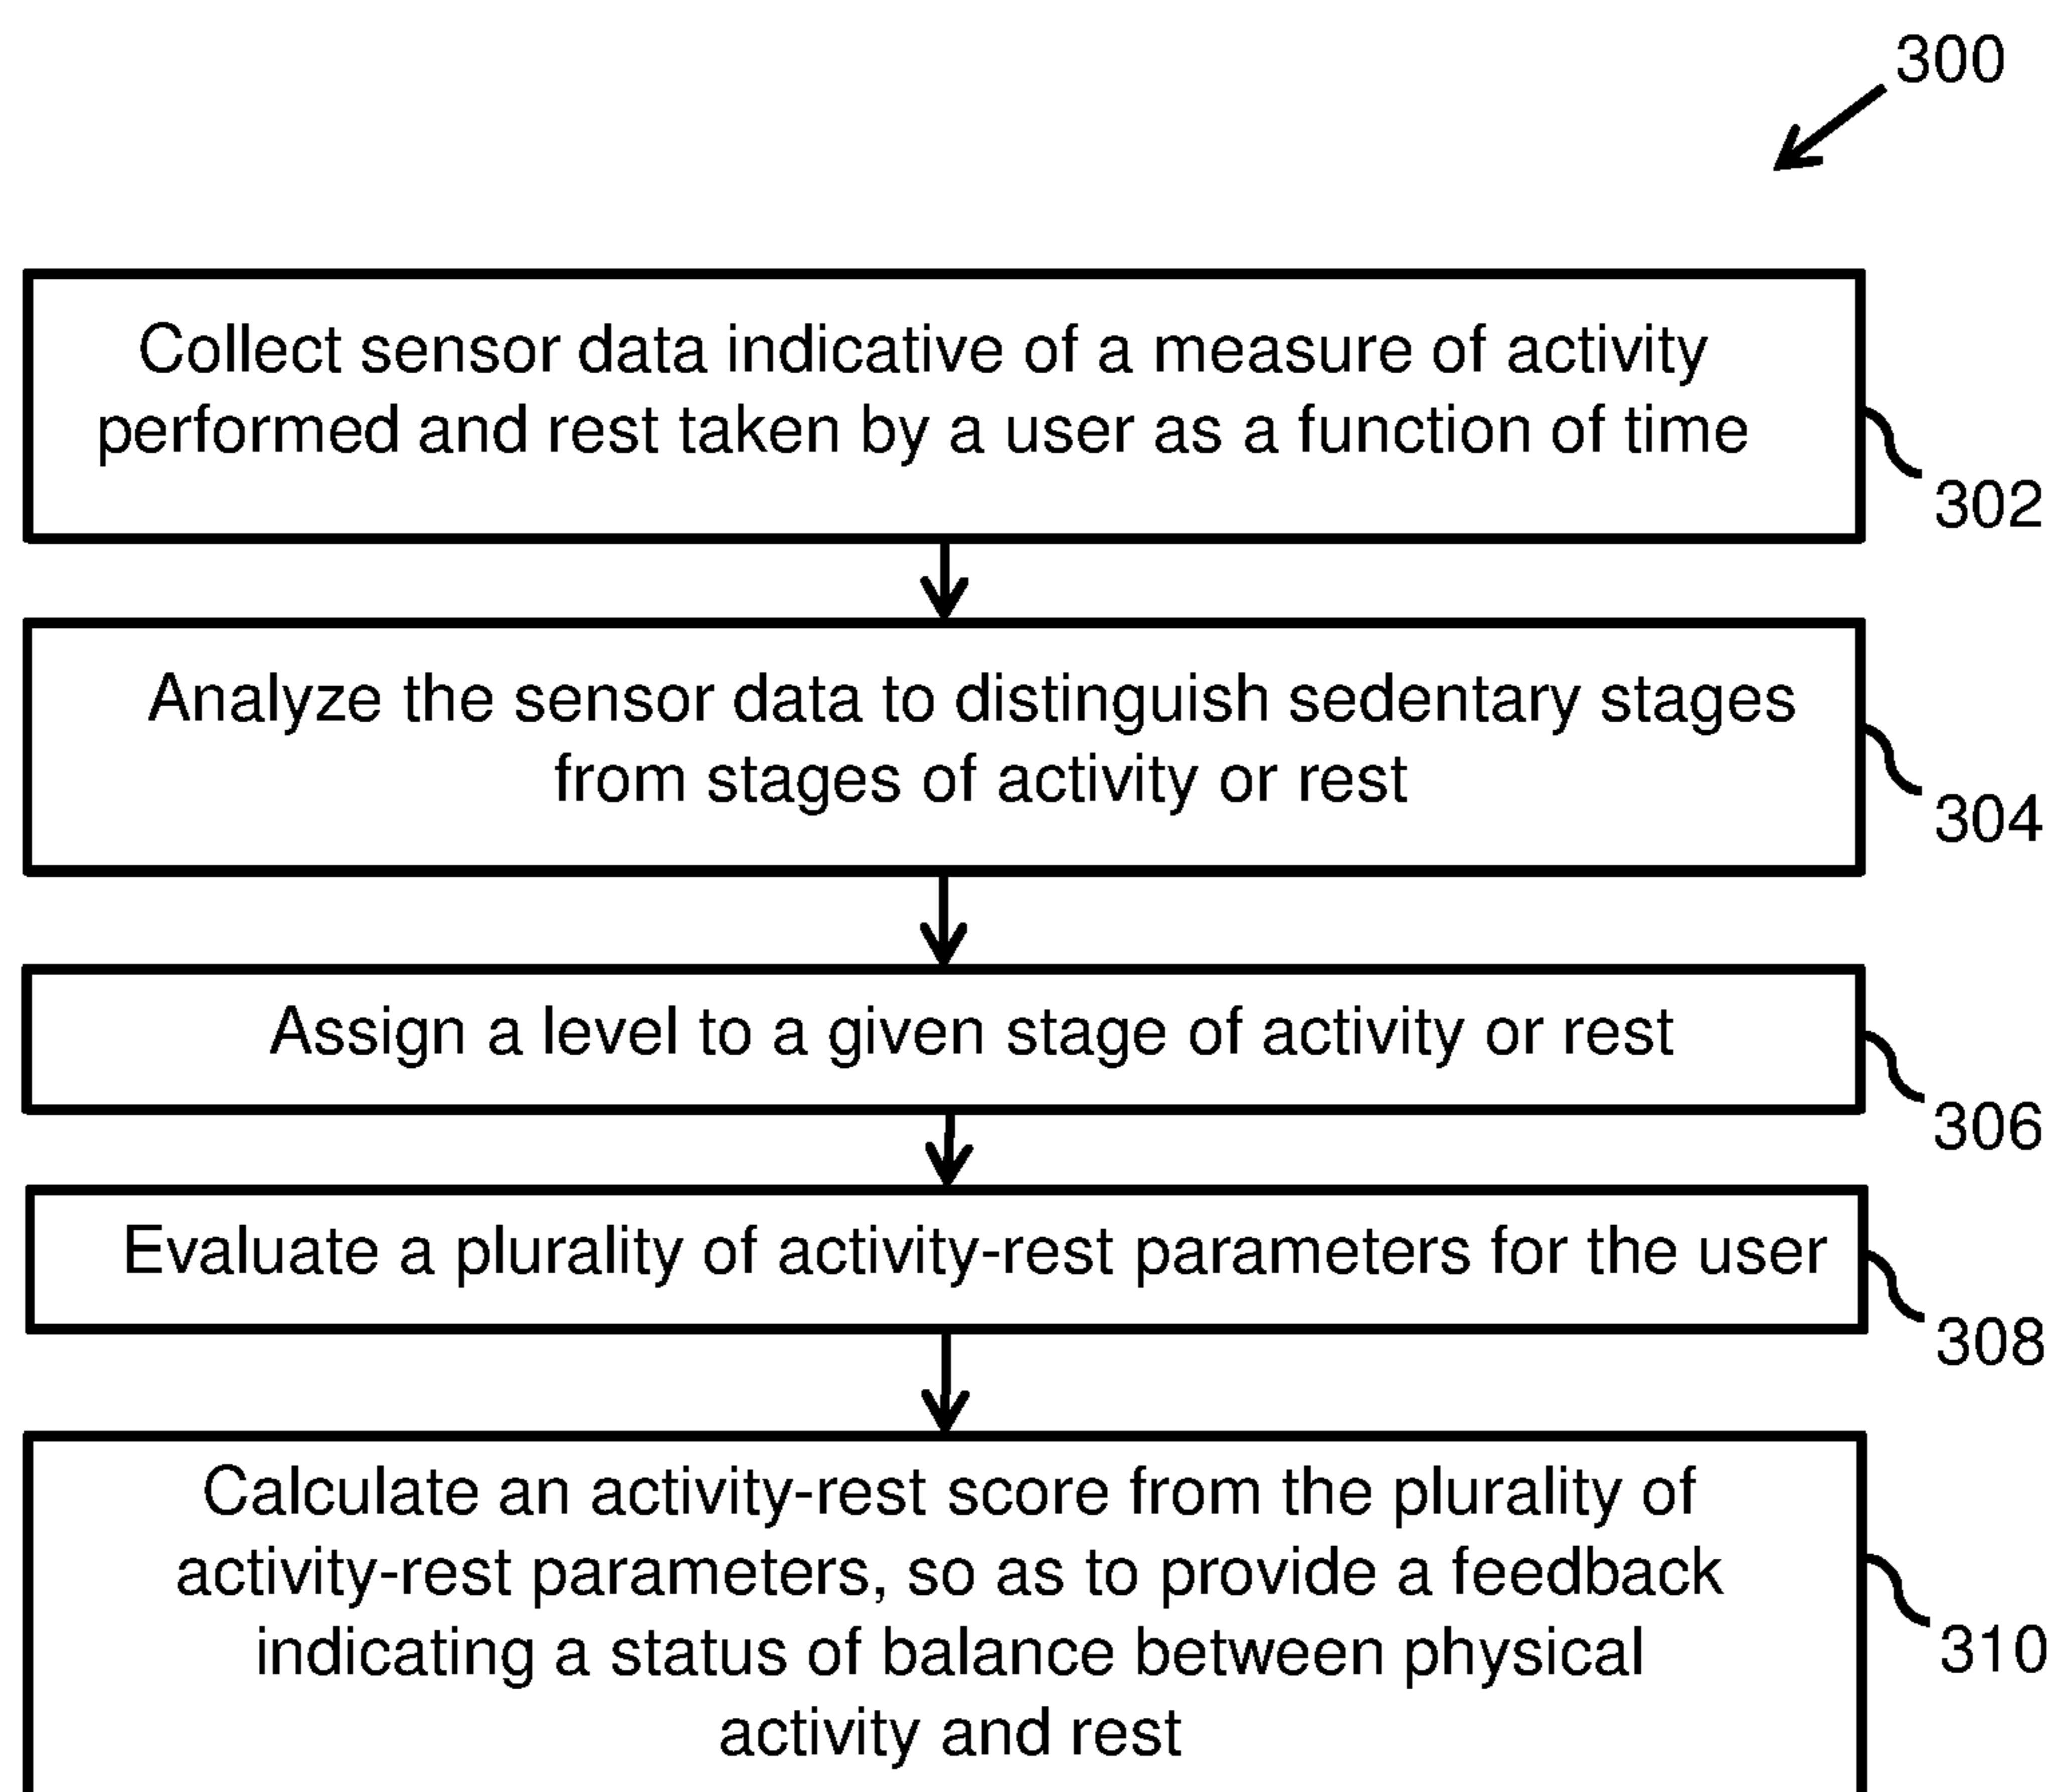 300
Collect sensor data indicative of a measure of activity
performed and rest taken by a user as a function of time
302
Analyze the sensor data to distinguish sedentary stages
from stages of activity or rest
304
Assign a level to a given stage of activity or rest
306
Evaluate a plurality of activity-rest parameters for the user
308
Calculate an activity-rest score from the plurality of
activity-rest parameters, so as to provide a feedback
indicating a status of balance between physical
activity and rest
310